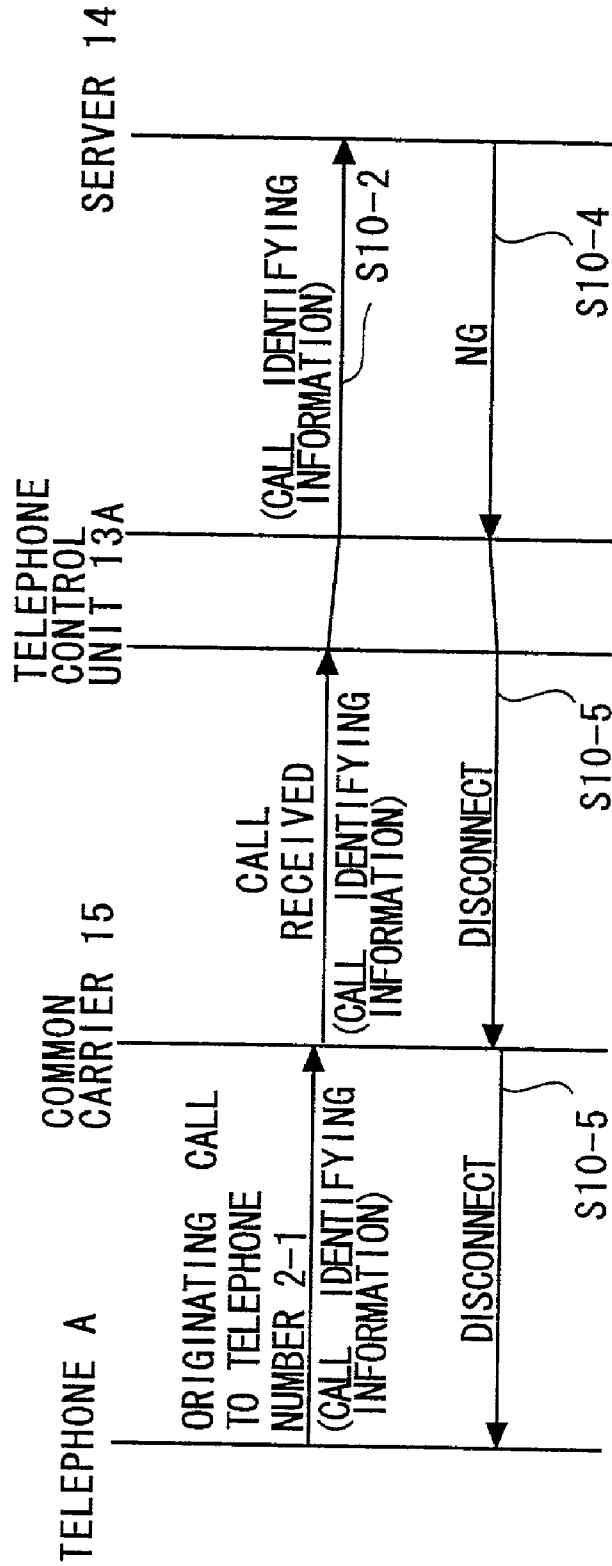 TELEPHONE A
COMMON
CARRIER 15
TELEPHONE
CONTROL
UNIT 13A
SERVER 14
ORIGINATING CALL
TO TELEPHONE
NUMBER 2-1
(CALL IDENTIFYING
INFORMATION)
CALL
RECEIVED
(CALL IDENTIFYING
INFORMATION)
(CALL IDENTIFYING
INFORMATION)
S10-2
DISCONNECT
S10-5
DISCONNECT
S10-5
NG
S10-4